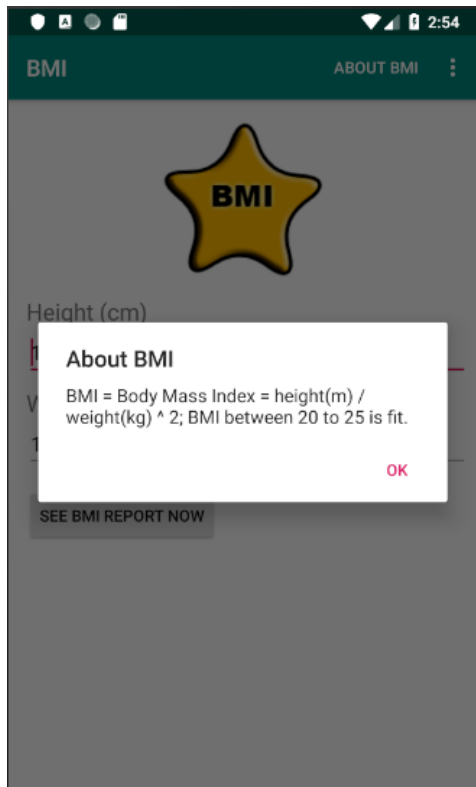 2:54
BMI
ABOUT BMI
BMI
Height (cm)
About BMI
BMI = Body Mass Index = height(m) /
weight(kg) ^ 2; BMI between 20 to 25 is fit.
OK
SEE BMI REPORT NOW